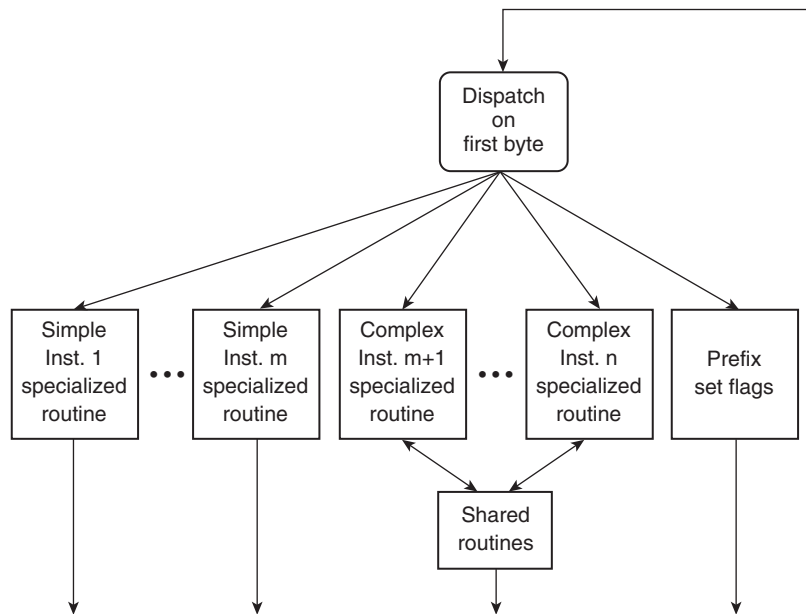 Dispatch
on
first byte
Simple
Inst. 1
specialized
routine
Simple
Inst. m
specialized
routine
Complex
Inst. m+1
specialized
routine
Complex
Inst. n
specialized
routine
Prefix
set flags
Shared
routines